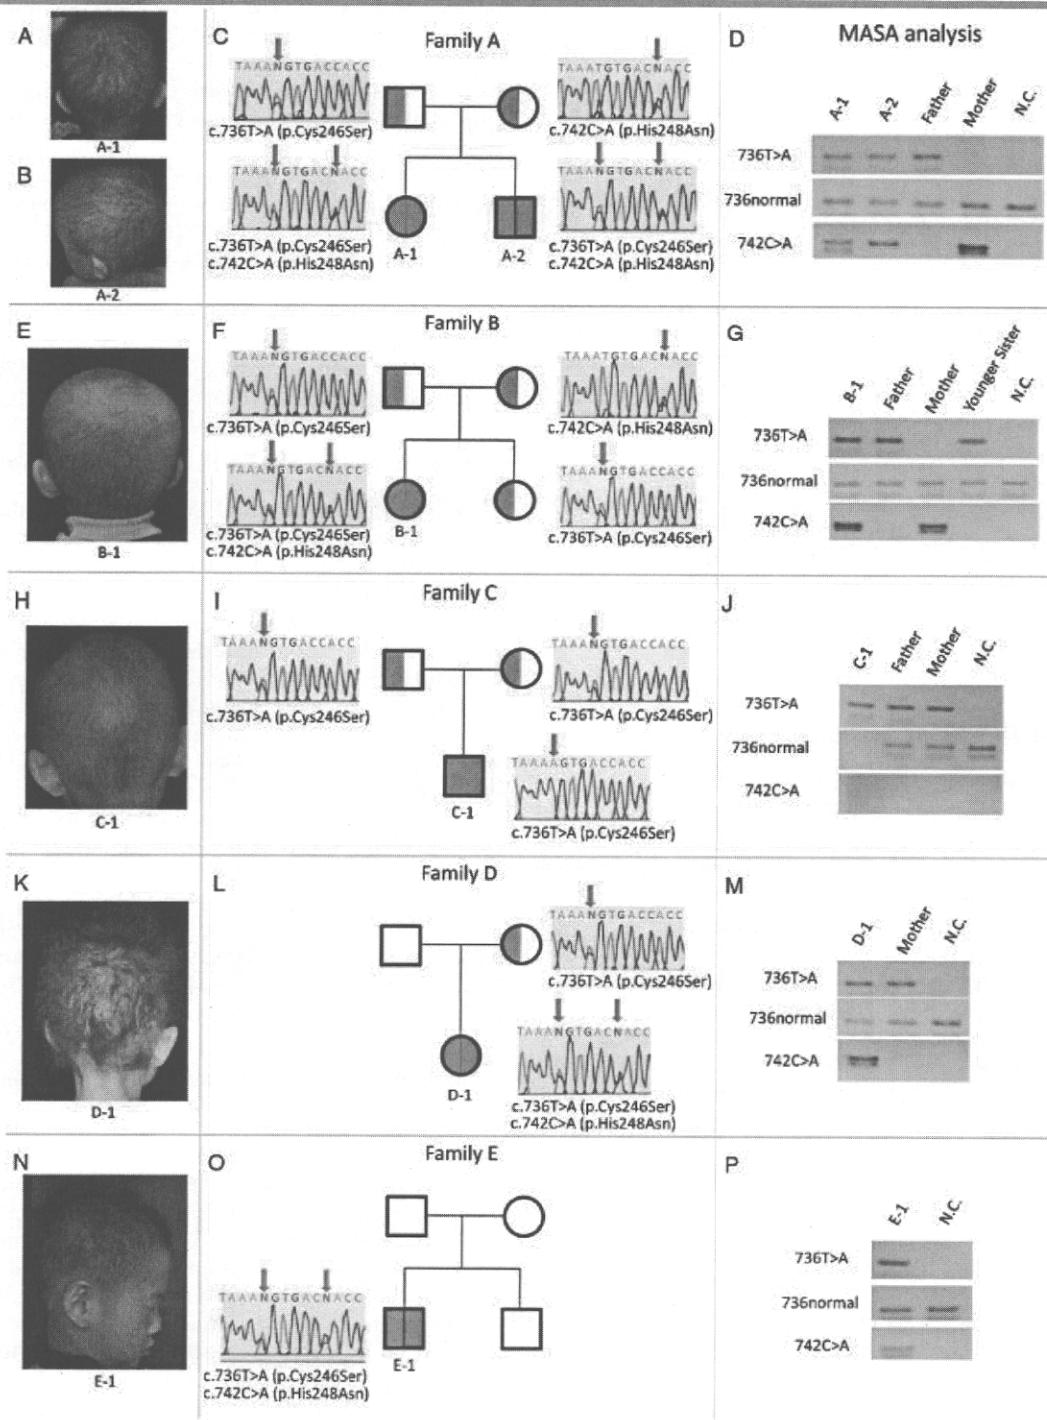 A
A-1
B
A-2
C
Family A
TAAANGTGACCACC
c.736T>A (p.Cys246Ser)
TAAATGTGACNACC
c.742C>A (p.His248Asn)
TAAANGTGACNACC
c.736T>A (p.Cys246Ser)
c.742C>A (p.His248Asn)
A-1
A-2
TAAANGTGACNACC
c.736T>A (p.Cys246Ser)
c.742C>A (p.His248Asn)
D
MASA analysis
A-1
A-2
Father
Mother
N.C.
736T>A
736normal
742C>A
E
B-1
F
Family B
TAAANGTGACCACC
c.736T>A (p.Cys246Ser)
TAAATGTGACNACC
c.742C>A (p.His248Asn)
TAAANGTGACNACC
c.736T>A (p.Cys246Ser)
c.742C>A (p.His248Asn)
B-1
TAAANGTGACCACC
c.736T>A (p.Cys246Ser)
G
B-1
Father
Mother
Younger Sister
N.C.
736T>A
736normal
742C>A
H
C-1
I
Family C
TAAANGTGACCACC
c.736T>A (p.Cys246Ser)
TAAANGTGACCACC
c.736T>A (p.Cys246Ser)
C-1
TAAAAGTGACCACC
c.736T>A (p.Cys246Ser)
J
C-1
Father
Mother
N.C.
736T>A
736normal
742C>A
K
D-1
L
Family D
TAAANGTGACCACC
c.736T>A (p.Cys246Ser)
D-1
TAAANGTGACNACC
c.736T>A (p.Cys246Ser)
c.742C>A (p.His248Asn)
M
D-1
Mother
N.C.
736T>A
736normal
742C>A
N
E-1
O
Family E
TAAANGTGACNACC
c.736T>A (p.Cys246Ser)
c.742C>A (p.His248Asn)
E-1
P
E-1
N.C.
736T>A
736normal
742C>A